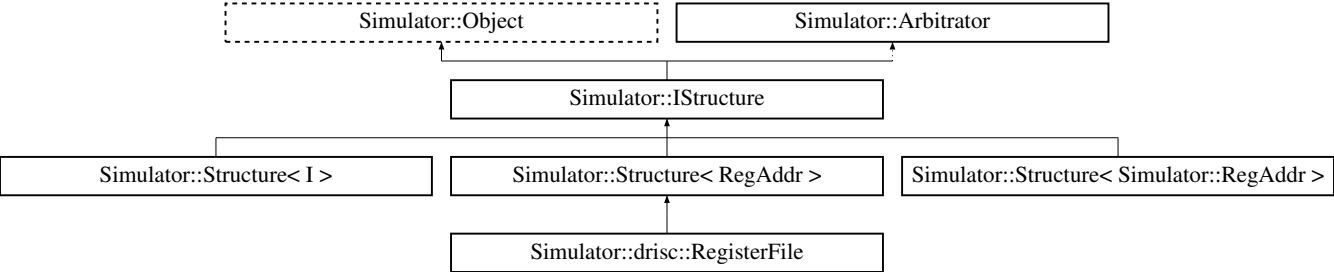 Simulator::Object
Simulator::Arbitrator
Simulator::IStructure
Simulator::Structure< I >
Simulator::Structure< RegAddr >
Simulator::Structure< Simulator::RegAddr >
Simulator::drisc::RegisterFile